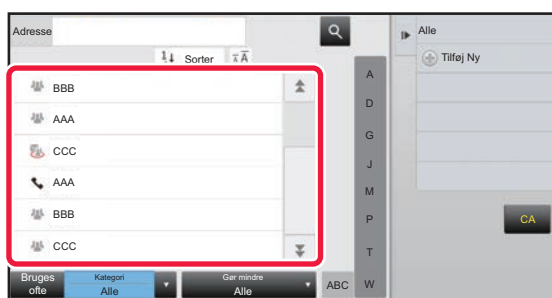 Adresse
Alle
Sorter
Tilføj Ny
BBB
AAA
CCC
AAA
BBB
CCC
A
D
G
J
M
P
T
W
CA
Bruges ofte
Kategori
Alle
Gør mindre
Alle
ABC